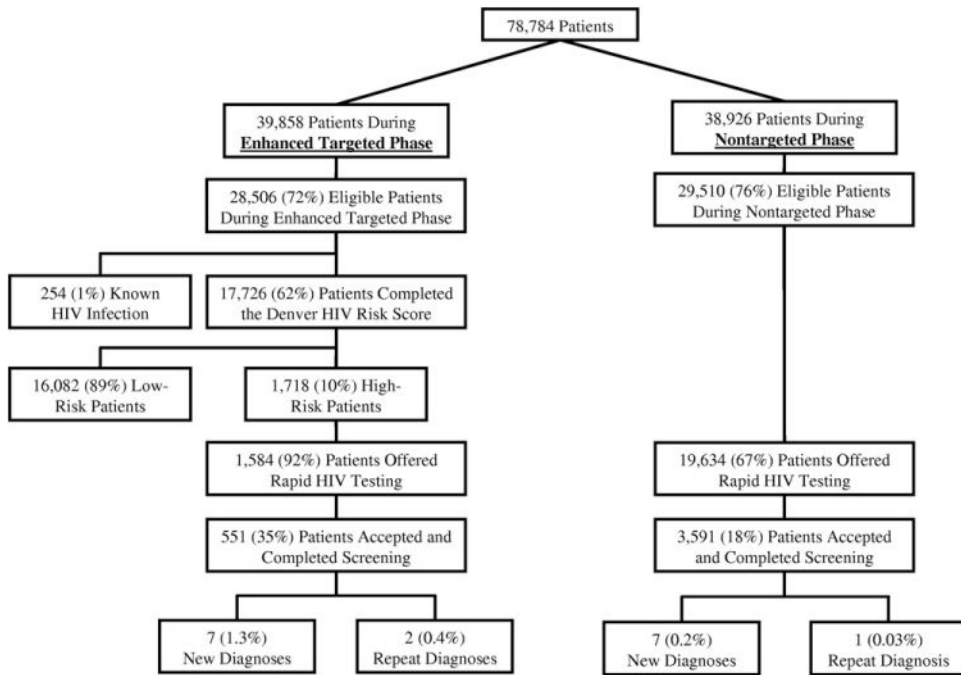 78,784 Patients
39,858 Patients During
Enhanced Targeted Phase
38,926 Patients During
Nontargeted Phase
28,506 (72%) Eligible Patients
During Enhanced Targeted Phase
29,510 (76%) Eligible Patients
During Nontargeted Phase
254 (1%) Known
HIV Infection
17,726 (62%) Patients Completed
the Denver HIV Risk Score
16,082 (89%) Low-
Risk Patients
1,718 (10%) High-
Risk Patients
1,584 (92%) Patients Offered
Rapid HIV Testing
19,634 (67%) Patients Offered
Rapid HIV Testing
551 (35%) Patients Accepted and
Completed Screening
3,591 (18%) Patients Accepted
and Completed Screening
7 (1.3%)
New Diagnoses
2 (0.4%)
Repeat Diagnoses
7 (0.2%)
New Diagnoses
1 (0.03%)
Repeat Diagnosis